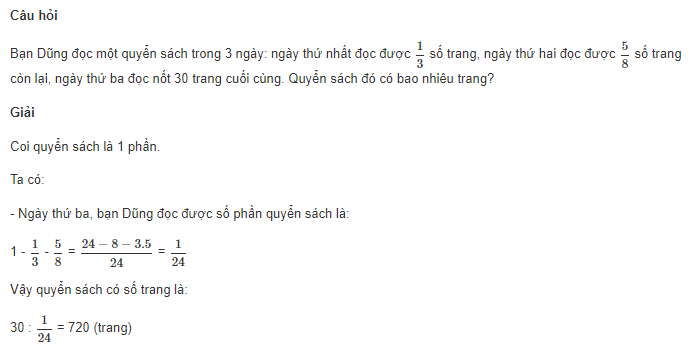 Câu hỏi
Bạn Dũng đọc một quyển sách trong 3 ngày: ngày thứ nhất đọc được 1/3 số trang, ngày thứ hai đọc được 5/8 số trang
còn lại, ngày thứ ba đọc nốt 30 trang cuối cùng. Quyển sách đó có bao nhiêu trang?
Giải
Coi quyển sách là 1 phần.
Ta có:
- Ngày thứ ba, bạn Dũng đọc được số phần quyển sách là:
1 - 1/3 - 5/8 = (24 − 8 − 3.5)/24 = 1/24
Vậy quyển sách có số trang là:
30 : 1/24 = 720 (trang)